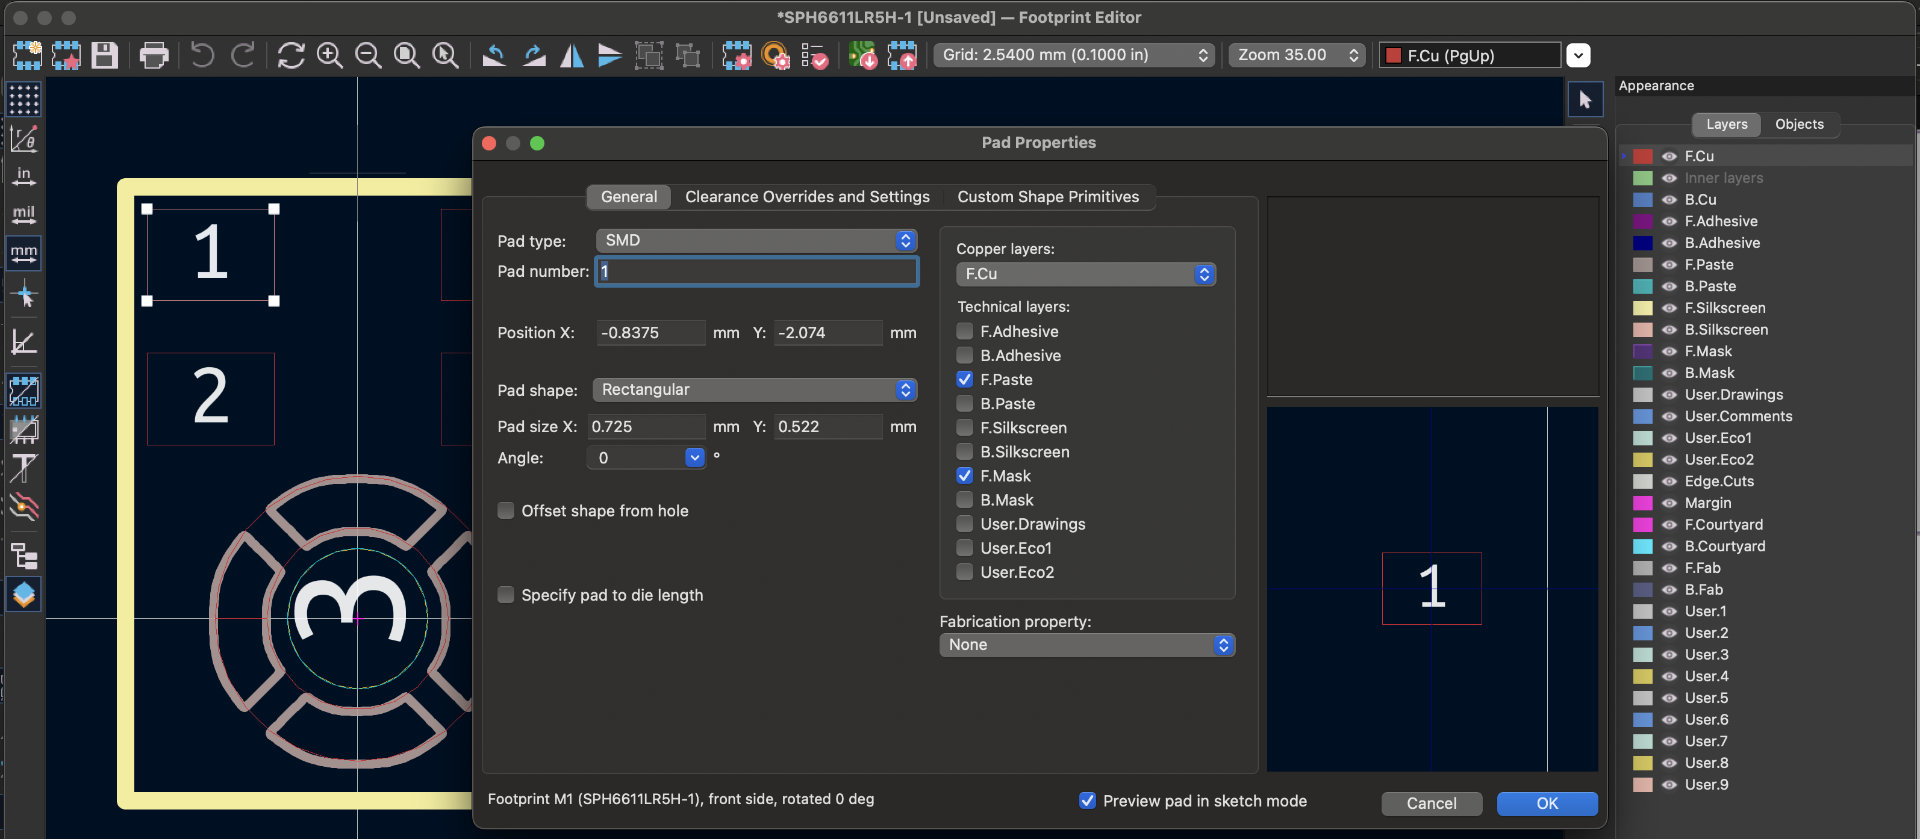 *SPH6611LR5H-1 [Unsaved] — Footprint Editor
Grid: 2.5400 mm (0.1000 in)
Zoom 35.00
F.Cu (PgUp)
r
θ
in
mil
mm
1
2
3
Pad Properties
General
Clearance Overrides and Settings
Custom Shape Primitives
Pad type:
SMD
Pad number:
1
Position X:
-0.8375
mm
Y:
-2.074
mm
Pad shape:
Rectangular
Pad size X:
0.725
mm
Y:
0.522
mm
Angle:
0
°
Offset shape from hole
Specify pad to die length
Copper layers:
F.Cu
Technical layers:
F.Adhesive
B.Adhesive
F.Paste
B.Paste
F.Silkscreen
B.Silkscreen
F.Mask
B.Mask
User.Drawings
User.Eco1
User.Eco2
Fabrication property:
None
1
Footprint M1 (SPH6611LR5H-1), front side, rotated 0 deg
Preview pad in sketch mode
Cancel
OK
Appearance
Layers
Objects
F.Cu
Inner layers
B.Cu
F.Adhesive
B.Adhesive
F.Paste
B.Paste
F.Silkscreen
B.Silkscreen
F.Mask
B.Mask
User.Drawings
User.Comments
User.Eco1
User.Eco2
Edge.Cuts
Margin
F.Courtyard
B.Courtyard
F.Fab
B.Fab
User.1
User.2
User.3
User.4
User.5
User.6
User.7
User.8
User.9